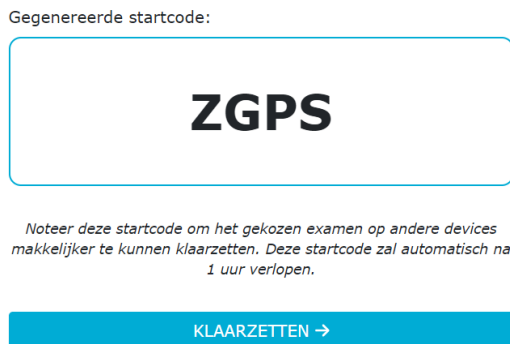 Gegenereerde startcode:
ZGPS
Noteer deze startcode om het gekozen examen op andere devices
makkelijker te kunnen klaarzetten. Deze startcode zal automatisch na
1 uur verlopen.
KLAARZETTEN →